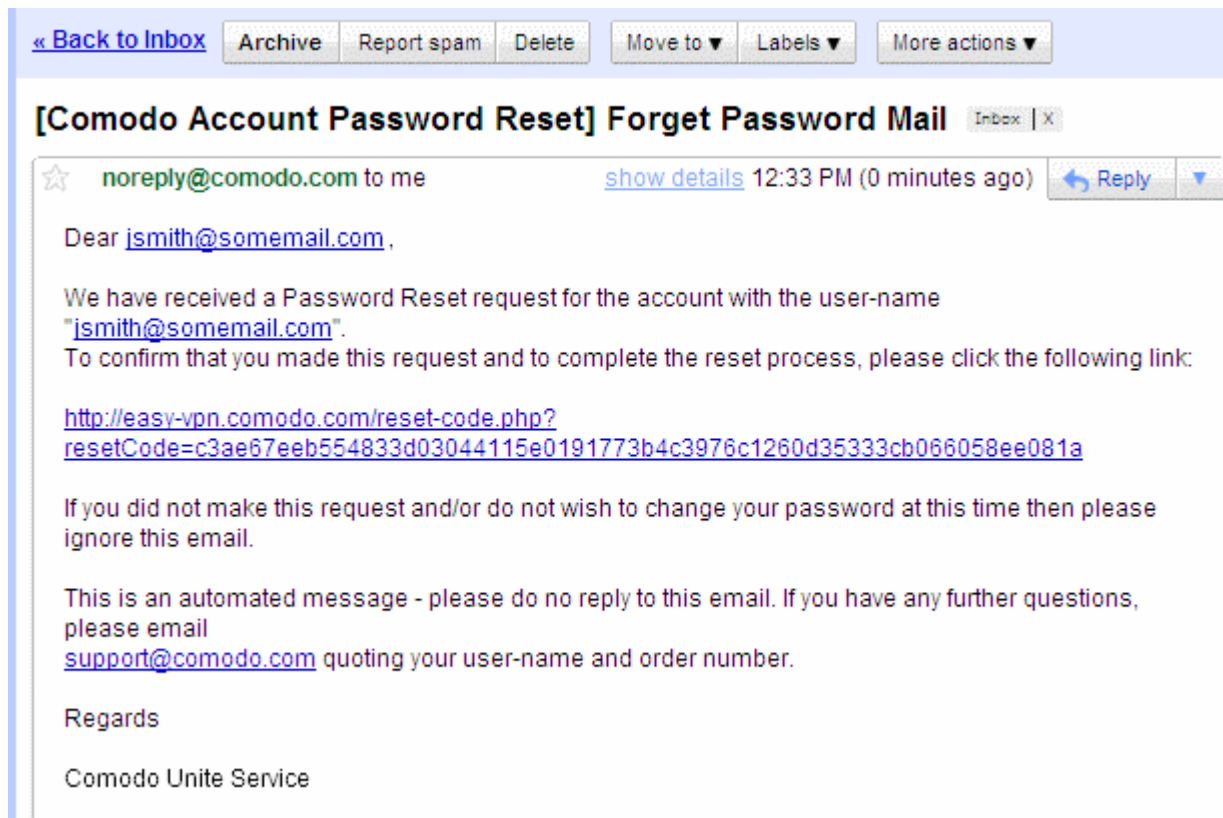 « Back to Inbox Archive Report spam Delete Move to ▼ Labels ▼ More actions ▼
[Comodo Account Password Reset] Forget Password Mail Inbox | X
noreply@comodo.com to me show details 12:33 PM (0 minutes ago) Reply ▼
Dear jsmith@somemail.com ,
We have received a Password Reset request for the account with the user-name
"jsmith@somemail.com".
To confirm that you made this request and to complete the reset process, please click the following link:
http://easy-vpn.comodo.com/reset-code.php?
resetCode=c3ae67eeb554833d03044115e0191773b4c3976c1260d35333cb066058ee081a
If you did not make this request and/or do not wish to change your password at this time then please
ignore this email.
This is an automated message - please do no reply to this email. If you have any further questions,
please email
support@comodo.com quoting your user-name and order number.
Regards
Comodo Unite Service